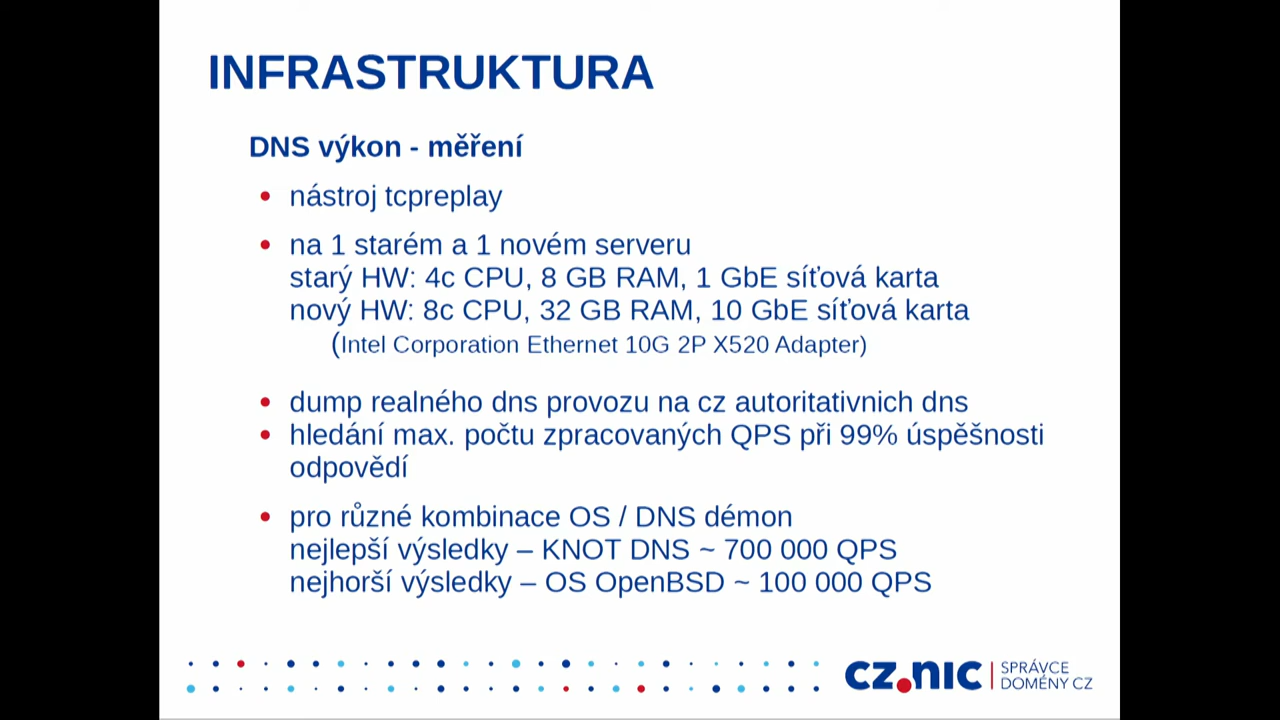 INFRASTRUKTURA
DNS výkon - měření
nástroj tcpreplay
na 1 starém a 1 novém serveru
starý HW: 4c CPU, 8 GB RAM, 1 GbE síťová karta
nový HW: 8c CPU, 32 GB RAM, 10 GbE síťová karta
(Intel Corporation Ethernet 10G 2P X520 Adapter)
dump realného dns provozu na cz autoritativnich dns
hledání max. počtu zpracovaných QPS při 99% úspěšnosti
odpovědí
pro různé kombinace OS / DNS démon
nejlepší výsledky – KNOT DNS ~ 700 000 QPS
nejhorší výsledky – OS OpenBSD ~ 100 000 QPS
CZ.NIC
SPRÁVCE
DOMÉNY CZ